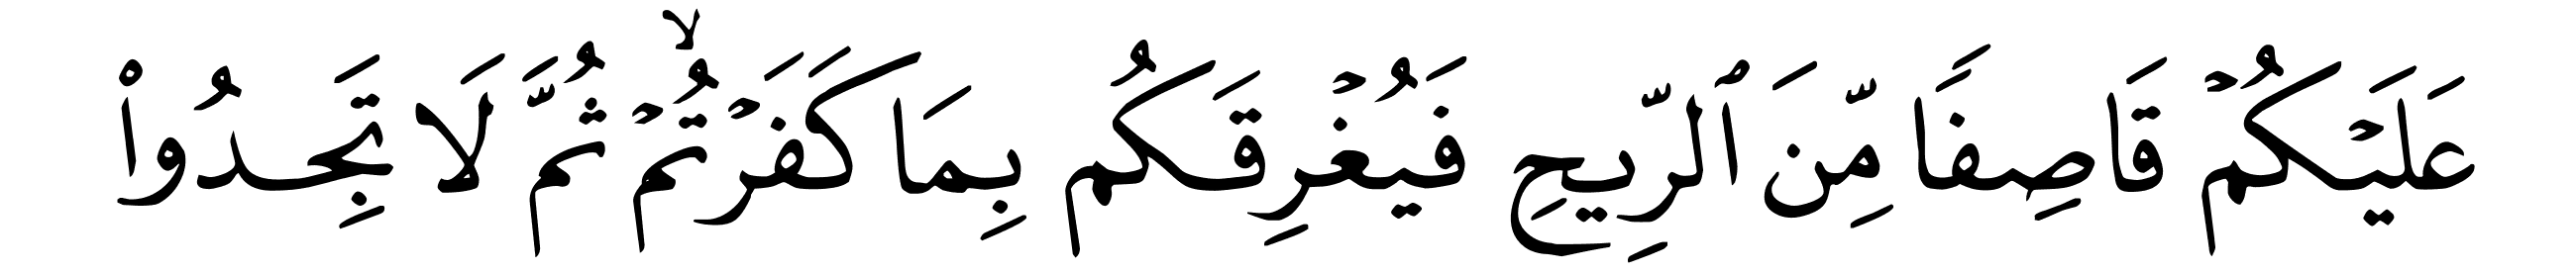 عَلَيۡكُمۡ قَاصِفٗا مِّنَ ٱلرِّيحِ فَيُغۡرِقَكُم بِمَا كَفَرۡتُمۡۙ ثُمَّ لَا تَجِدُواْ